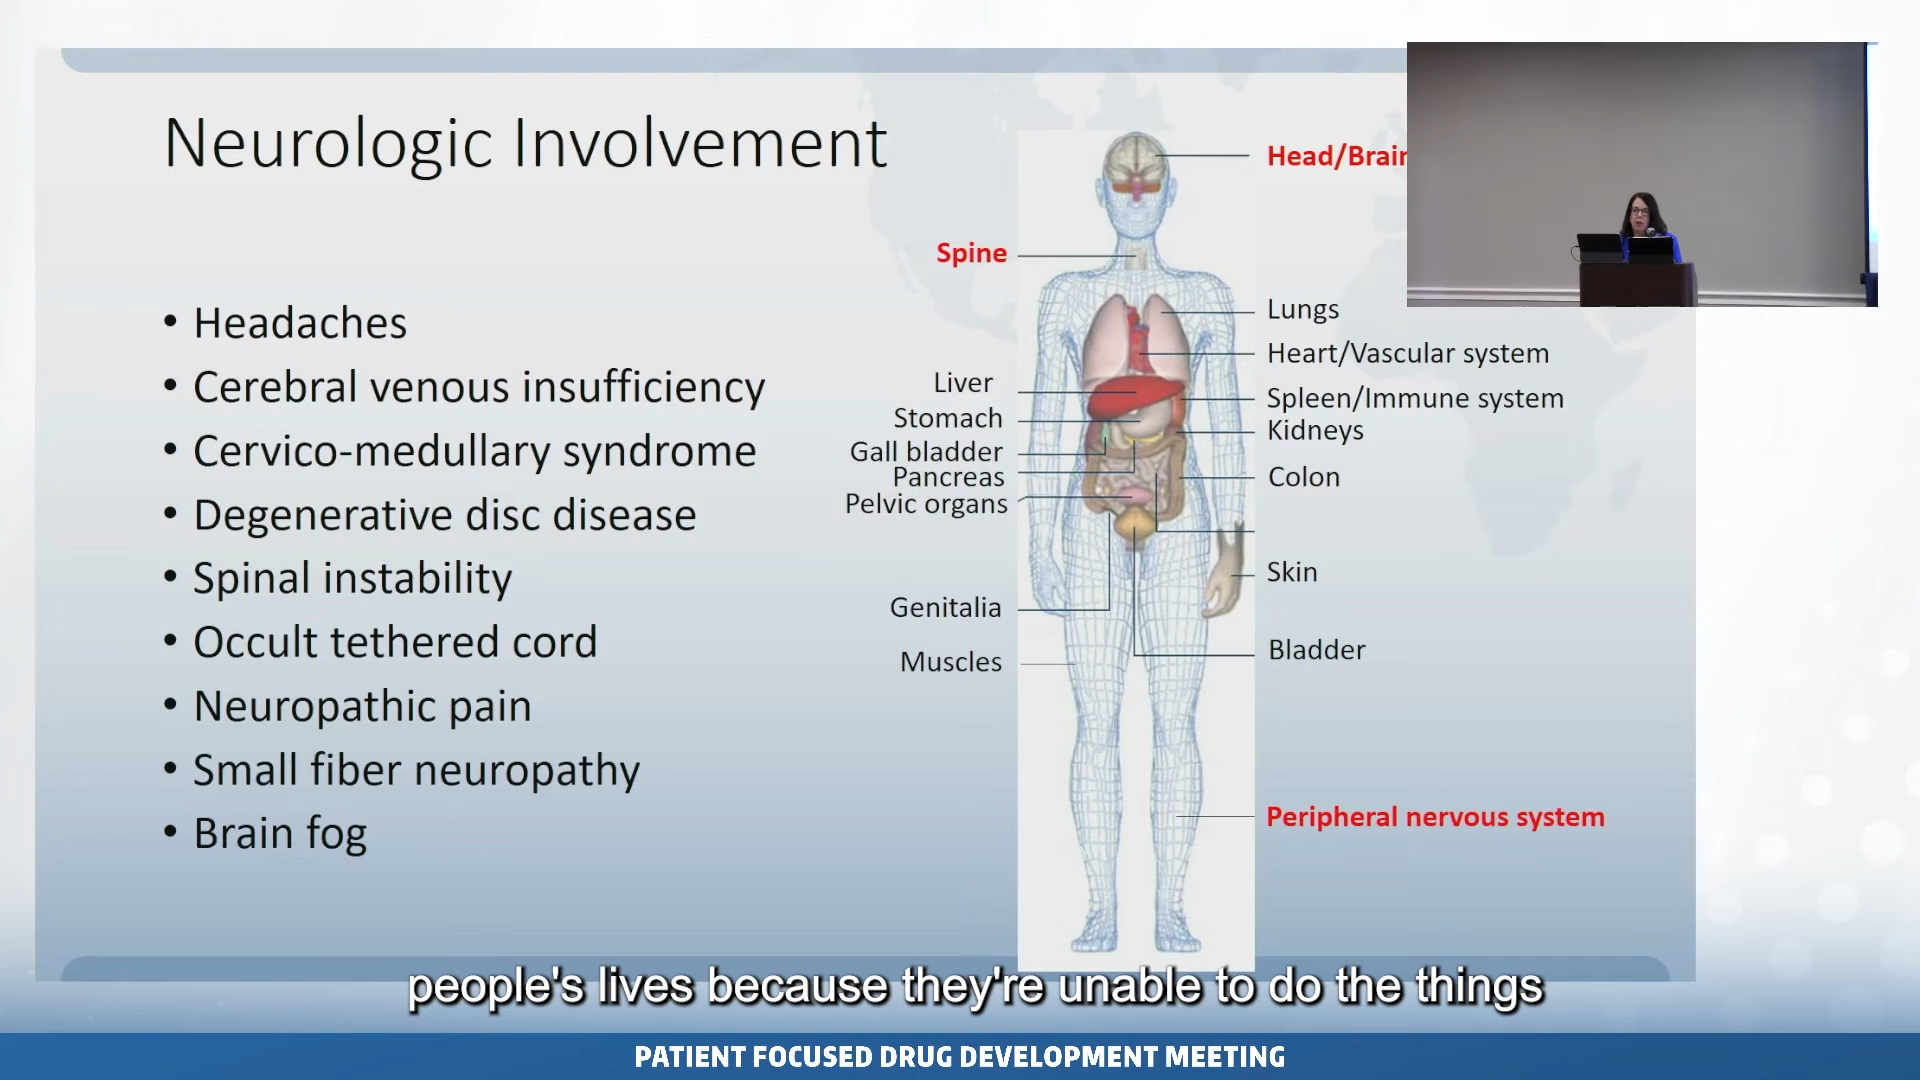 Neurologic Involvement
• Headaches
• Cerebral venous insufficiency
• Cervico-medullary syndrome
• Degenerative disc disease
• Spinal instability
• Occult tethered cord
• Neuropathic pain
• Small fiber neuropathy
• Brain fog
Spine
Liver
Stomach
Gall bladder
Pancreas
Pelvic organs
Genitalia
Muscles
Head/Brain
Lungs
Heart/Vascular system
Spleen/Immune system
Kidneys
Colon
Skin
Bladder
Peripheral nervous system
people's lives because they're unable to do the things
PATIENT FOCUSED DRUG DEVELOPMENT MEETING